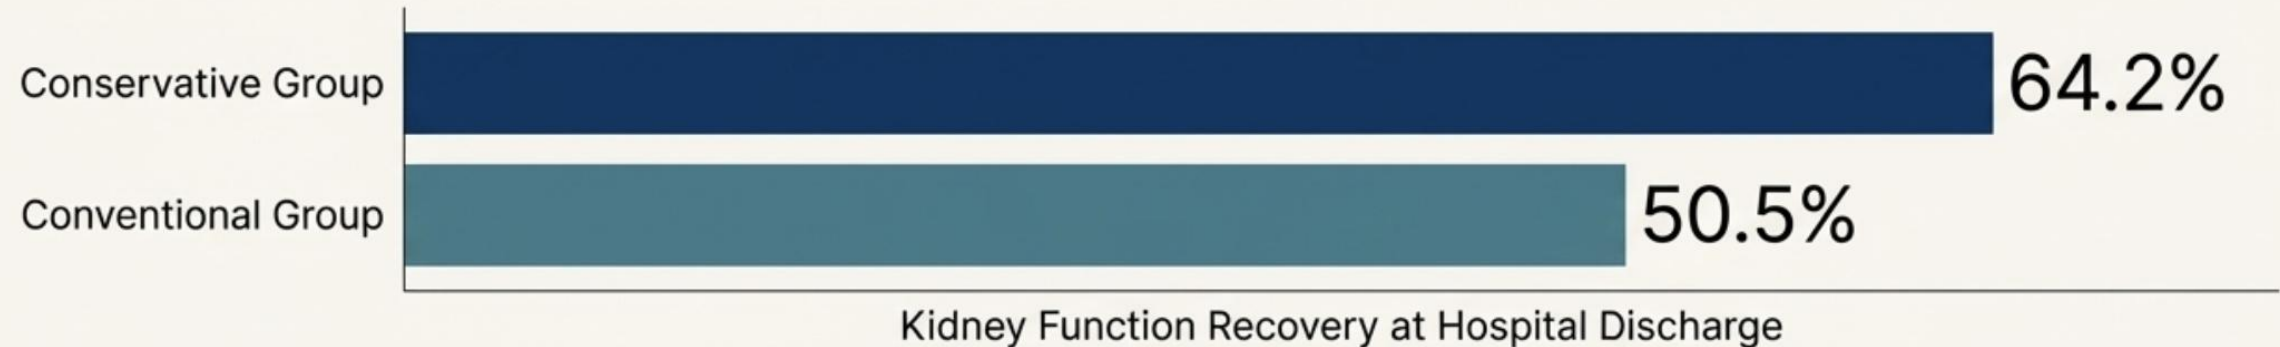 Conservative Group
64.2%
Conventional Group
50.5%
Kidney Function Recovery at Hospital Discharge